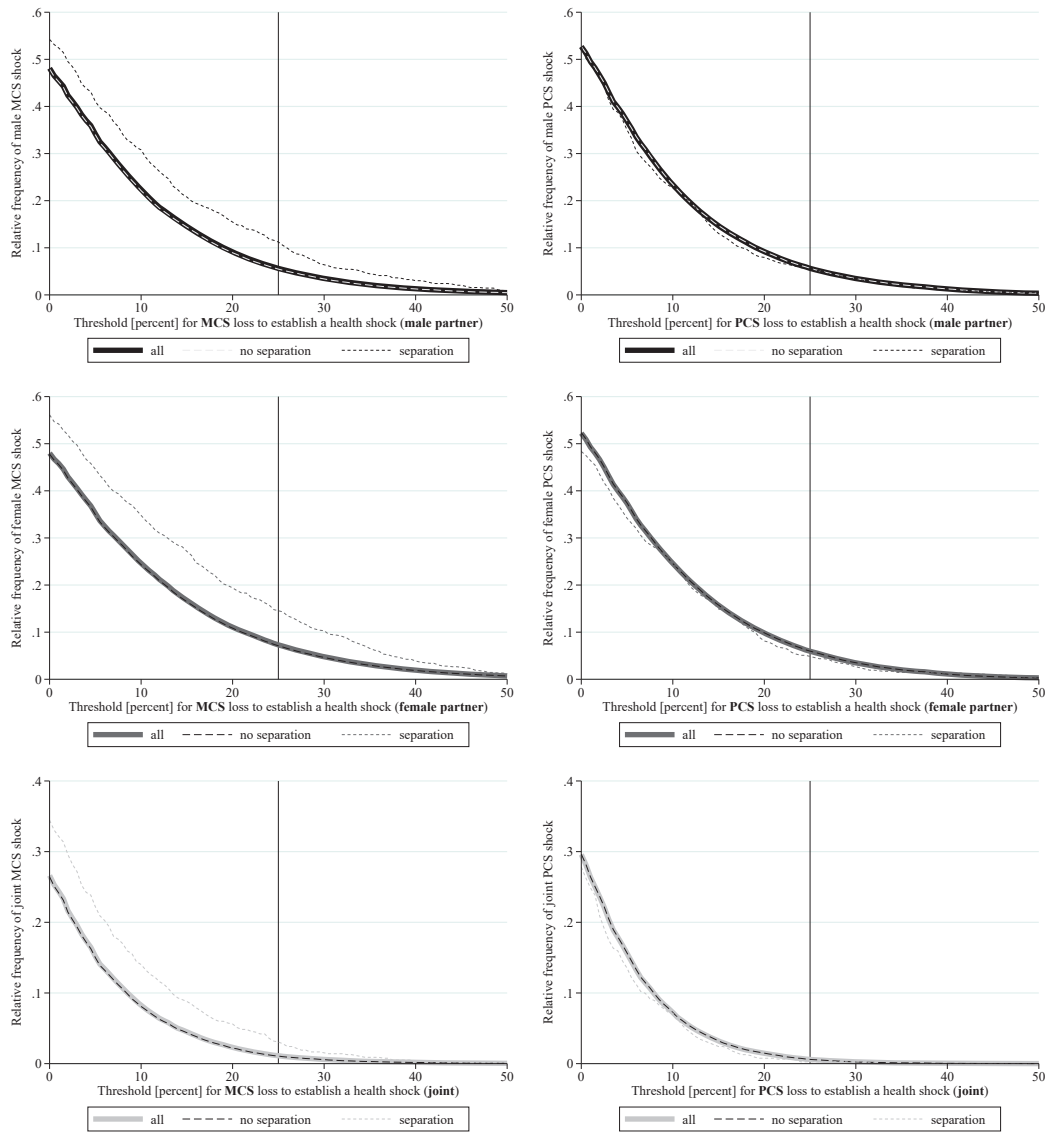 Relative frequency of male MCS shock
.6
.5
.4
.3
.2
.1
0
0 10 20 30 40 50
Threshold [percent] for MCS loss to establish a health shock (male partner)
all no separation separation
Relative frequency of male PCS shock
.6
.5
.4
.3
.2
.1
0
0 10 20 30 40 50
Threshold [percent] for PCS loss to establish a health shock (male partner)
all no separation separation
Relative frequency of female MCS shock
.6
.5
.4
.3
.2
.1
0
0 10 20 30 40 50
Threshold [percent] for MCS loss to establish a health shock (female partner)
all no separation separation
Relative frequency of female PCS shock
.6
.5
.4
.3
.2
.1
0
0 10 20 30 40 50
Threshold [percent] for PCS loss to establish a health shock (female partner)
all no separation separation
Relative frequency of joint MCS shock
.4
.3
.2
.1
0
0 10 20 30 40 50
Threshold [percent] for MCS loss to establish a health shock (joint)
all no separation separation
Relative frequency of joint PCS shock
.4
.3
.2
.1
0
0 10 20 30 40 50
Threshold [percent] for PCS loss to establish a health shock (joint)
all no separation separation